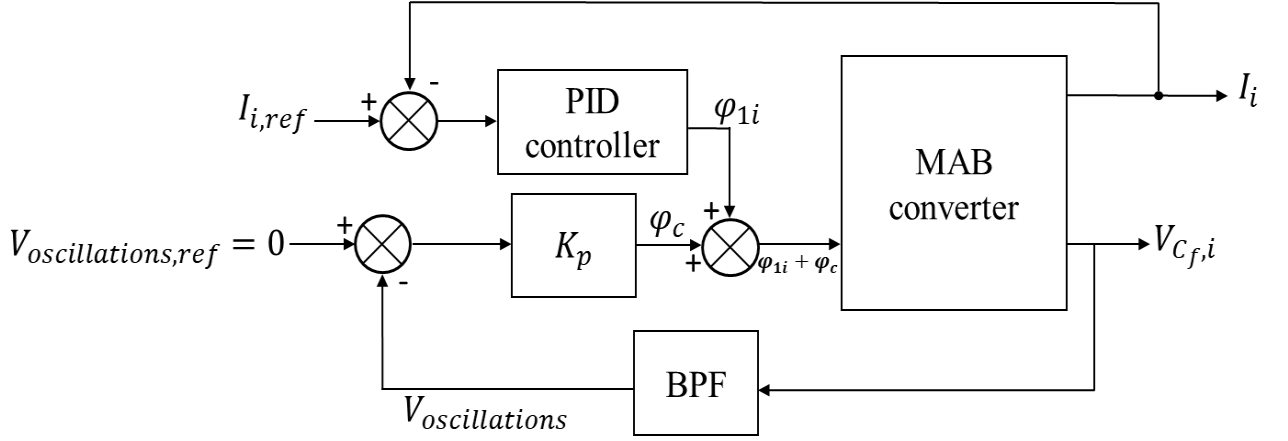 -
+
I_{i,ref}
PID
controller
φ_{1i}
MAB
converter
I_i
+
V_{oscillations,ref} = 0
+
-
K_p
φ_c
+
φ_{1i} + φ_c
V_{C_f,i}
BPF
V_{oscillations}